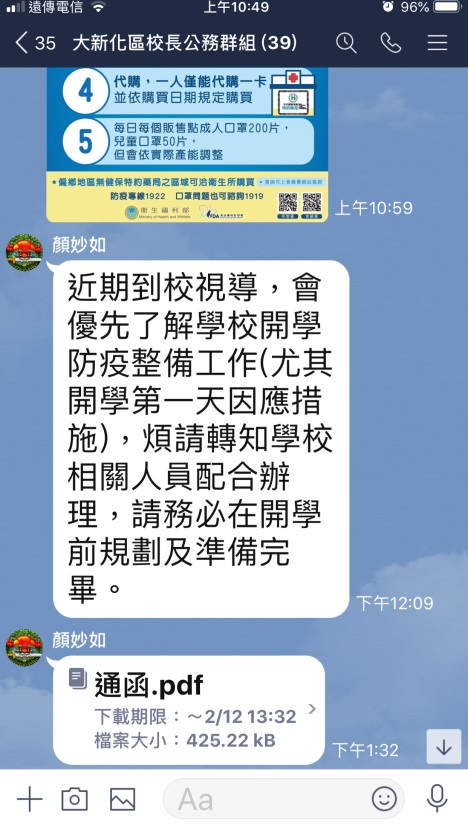 遠傳電信
上午10:49
96%
35
大新化區校長公務群組 (39)
4
代購，一人僅能代購一卡
並依購買日期規定購買
5
每日每個販售點成人口罩200片，
兒童口罩50片，
但會依實際產能調整
＊偏鄉地區無健保特約藥局之區域可洽衛生所購買
防疫專線1922 口罩問題也可諮詢1919
衛生福利部
Ministry of Health and Welfare
上午10:59
顏妙如
近期到校視導，會
優先了解學校開學
防疫整備工作(尤其
開學第一天因應措
施)，煩請轉知學校
相關人員配合辦
理，請務必在開學
前規劃及準備完
畢。
下午12:09
顏妙如
通函.pdf
下載期限：～2/12 13:32
檔案大小：425.22 kB
下午1:32
Aa